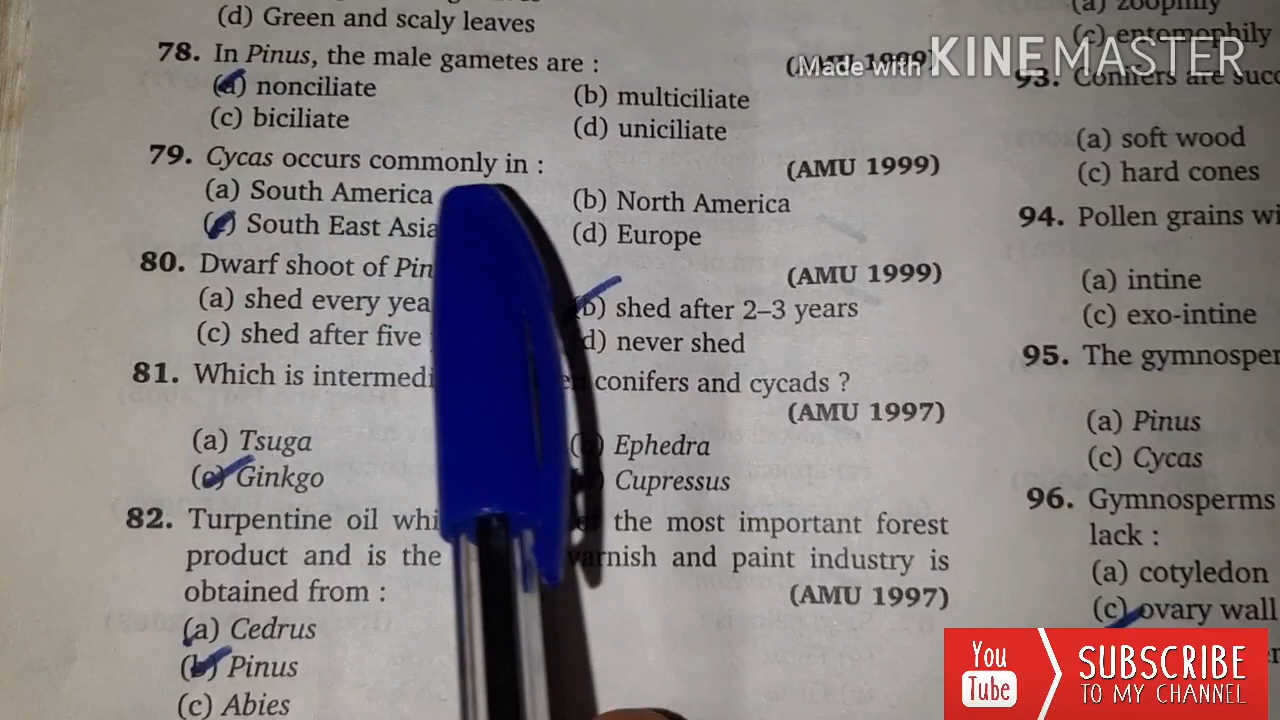 (d) Green and scaly leaves
78. In Pinus, the male gametes are :
(a) nonciliate (b) multiciliate
(c) biciliate (d) uniciliate
79. Cycas occurs commonly in :
(AMU 1999)
(a) South America (b) North America
South East Asia (d) Europe
80. Dwarf shoot of Pin
(AMU 1999)
(a) shed every yea (b) shed after 2–3 years
(c) shed after five d) never shed
81. Which is intermedi conifers and cycads ?
(AMU 1997)
(a) Tsuga Ephedra
(c) Ginkgo Cupressus
82. Turpentine oil whi the most important forest
product and is the varnish and paint industry is
obtained from :
(AMU 1997)
(a) Cedrus
(b) Pinus
(c) Abies
(a) zoophily
(c) entomophily
Made with KINEMASTER
93. Conifers are succ
(a) soft wood
(c) hard cones
94. Pollen grains wi
(a) intine
(c) exo-intine
95. The gymnosper
(a) Pinus
(c) Cycas
96. Gymnosperms
lack :
(a) cotyledon
(c) ovary wall
You
Tube
SUBSCRIBE
TO MY CHANNEL